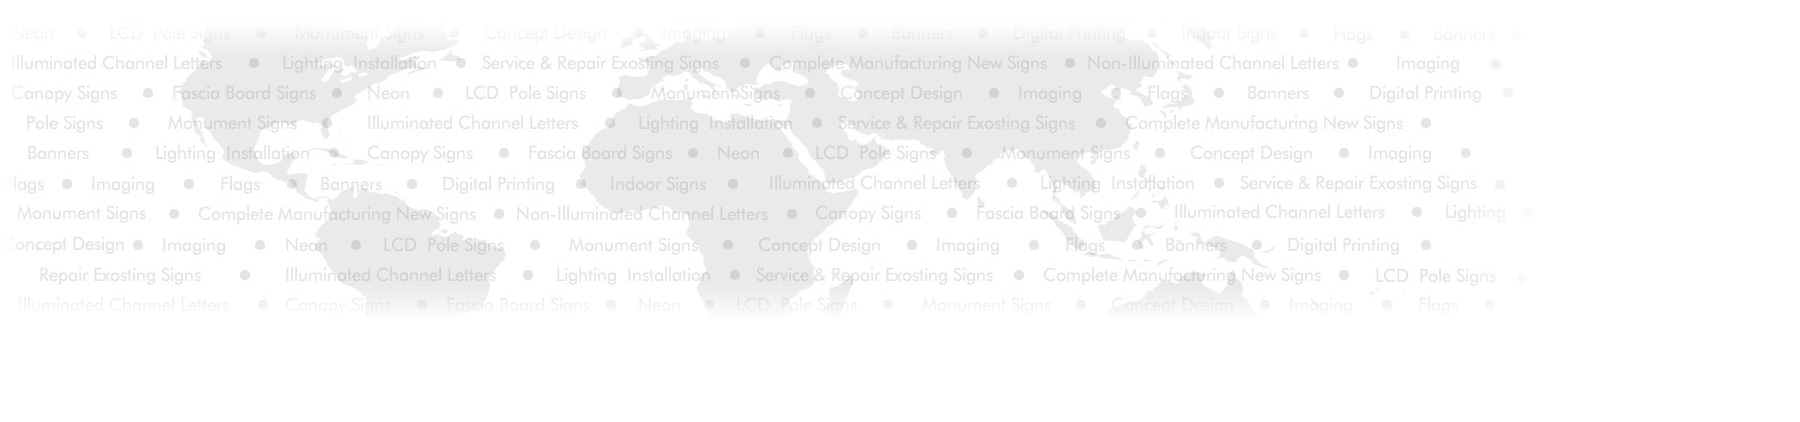 Neon • LCD Pole Signs • Monument Signs • Concept Design • Imaging • Flags • Banners • Digital Printing • Indoor Signs • Flags • Banners •
Illuminated Channel Letters • Lighting Installation • Service & Repair Exosting Signs • Complete Manufacturing New Signs • Non-Illuminated Channel Letters • Imaging •
Canopy Signs • Fascia Board Signs • Neon • LCD Pole Signs • Monument Signs • Concept Design • Imaging • Flags • Banners • Digital Printing •
Pole Signs • Monument Signs • Illuminated Channel Letters • Lighting Installation • Service & Repair Exosting Signs • Complete Manufacturing New Signs •
Banners • Lighting Installation • Canopy Signs • Fascia Board Signs • Neon • LCD Pole Signs • Monument Signs • Concept Design • Imaging •
Flags • Imaging • Flags • Banners • Digital Printing • Indoor Signs • Illuminated Channel Letters • Lighting Installation • Service & Repair Exosting Signs •
Monument Signs • Complete Manufacturing New Signs • Non-Illuminated Channel Letters • Canopy Signs • Fascia Board Signs • Illuminated Channel Letters • Lighting •
Concept Design • Imaging • Neon • LCD Pole Signs • Monument Signs • Concept Design • Imaging • Flags • Banners • Digital Printing •
Repair Exosting Signs • Illuminated Channel Letters • Lighting Installation • Service & Repair Exosting Signs • Complete Manufacturing New Signs • LCD Pole Signs •
Illuminated Channel Letters • Canopy Signs • Fascia Board Signs • Neon • LCD Pole Signs • Monument Signs • Concept Design • Imaging • Flags •